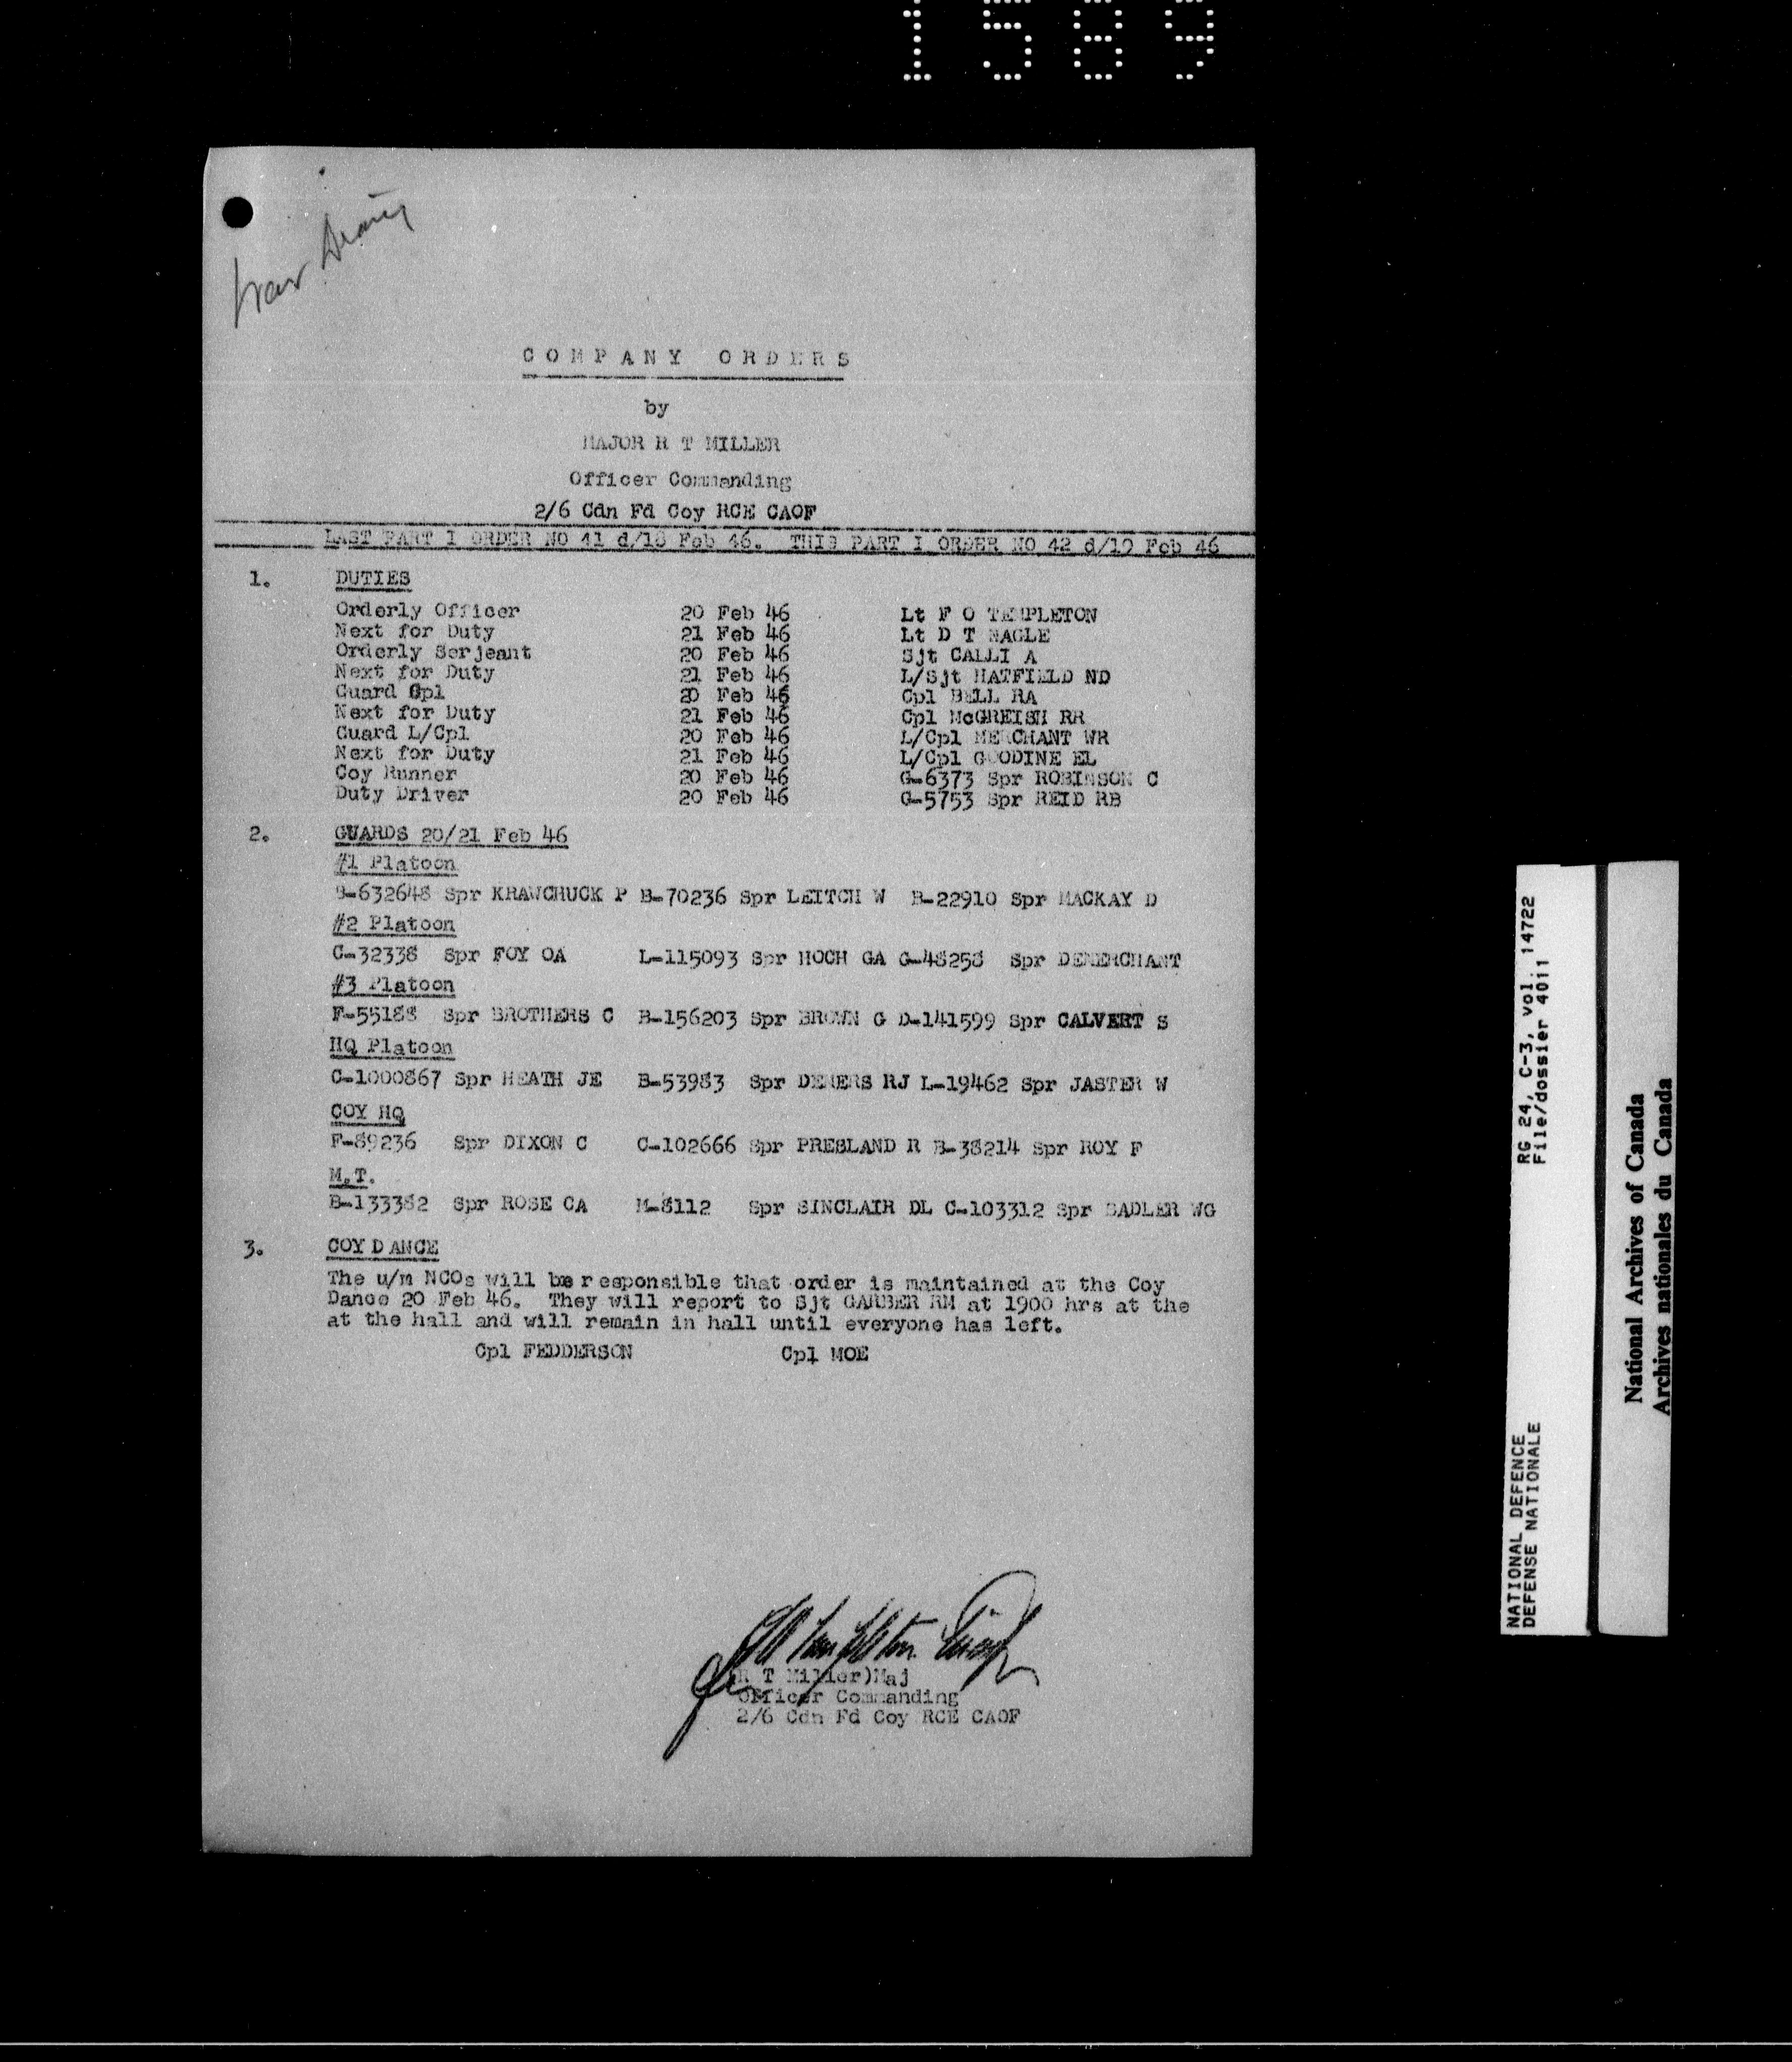 1589
War Diary
COMPANY ORDERS
by
MAJOR R T MILLER
Officer Commanding
2/6 Cdn Fd Coy RCE CAOF
LAST PART I ORDER NO 41 d/18 Feb 46. THIS PART I ORDER NO 42 d/19 Feb 46
1. DUTIES
Orderly Officer 20 Feb 46 Lt F O TEMPLETON
Next for Duty 21 Feb 46 Lt D T NAGLE
Orderly Serjeant 20 Feb 46 Sjt CALLI A
Next for Duty 21 Feb 46 L/Sjt HATFIELD ND
Guard Cpl 20 Feb 46 Cpl BELL RA
Next for Duty 21 Feb 46 Cpl McGREISH RR
Guard L/Cpl 20 Feb 46 L/Cpl MERCHANT WR
Next for Duty 21 Feb 46 L/Cpl GOODINE EL
Coy Runner 20 Feb 46 G-6373 Spr ROBINSON C
Duty Driver 20 Feb 46 G-5753 Spr REID RB
2. GUARDS 20/21 Feb 46
#1 Platoon
B-632648 Spr KRAWCHUCK P B-70236 Spr LEITCH W B-22910 Spr MACKAY D
#2 Platoon
C-32338 Spr FOY OA L-115093 Spr HOCH GA G-48258 Spr DEMERCHANT
#3 Platoon
F-55188 Spr BROTHERS C B-156203 Spr BROWN G D-141599 Spr CALVERT S
HQ Platoon
C-1000867 Spr HEATH JE B-53983 Spr DEMERS RJ L-19462 Spr JASTER W
COY HQ
F-89236 Spr DIXON C C-102666 Spr PRESLAND R B-38214 Spr ROY F
M.T.
B-133382 Spr ROSE CA M-8112 Spr SINCLAIR DL C-103312 Spr SADLER WG
3. COY DANCE
The u/m NCOs will be responsible that order is maintained at the Coy
Dance 20 Feb 46. They will report to Sjt GARBER RM at 1900 hrs at the
at the hall and will remain in hall until everyone has left.
Cpl FEDDERSON Cpl MOE
(R T Miller)Maj
Officer Commanding
2/6 Cdn Fd Coy RCE CAOF
NATIONAL DEFENCE RG 24, C-3, vol. 14722
DEFENSE NATIONALE File/dossier 4011
National Archives of Canada
Archives nationales du Canada